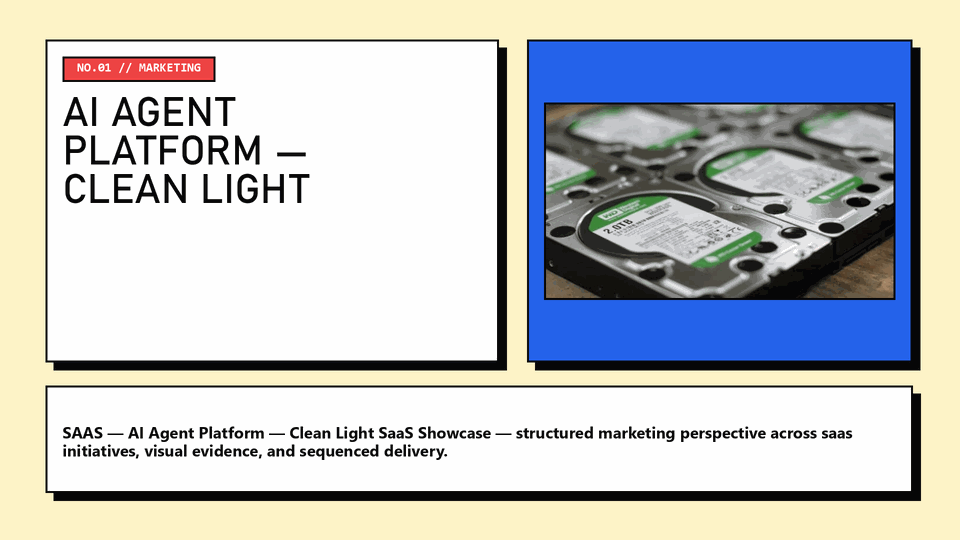 NO.01 // MARKETING
AI AGENT
PLATFORM —
CLEAN LIGHT
2.0TB
SAAS — AI Agent Platform — Clean Light SaaS Showcase — structured marketing perspective across saas
initiatives, visual evidence, and sequenced delivery.